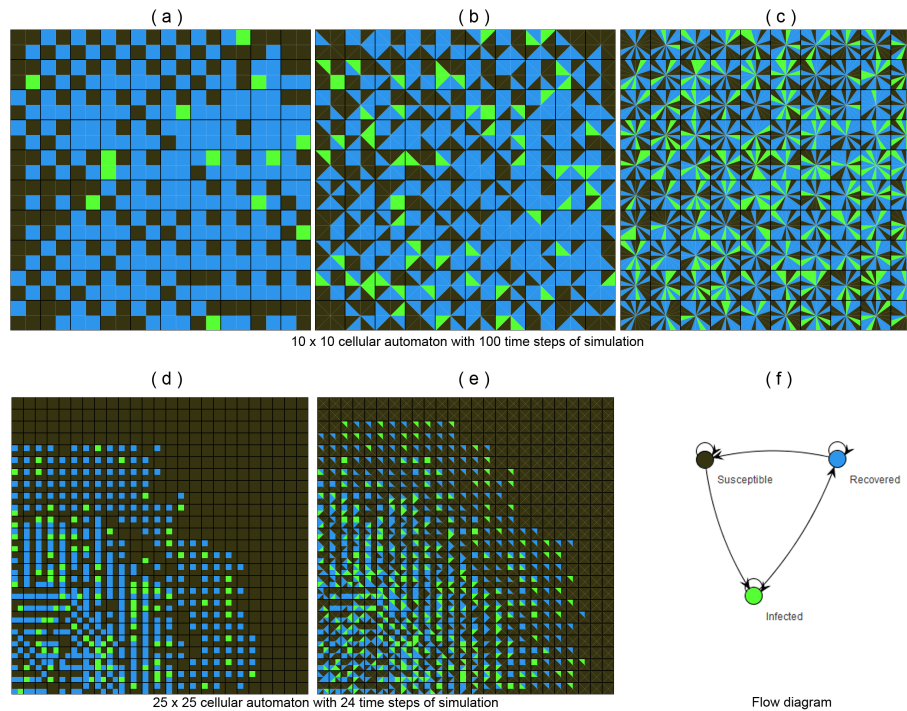 ( a )
( b )
( c )
10 x 10 cellular automaton with 100 time steps of simulation
( d )
( e )
( f )
Susceptible
Recovered
Infected
25 x 25 cellular automaton with 24 time steps of simulation
Flow diagram